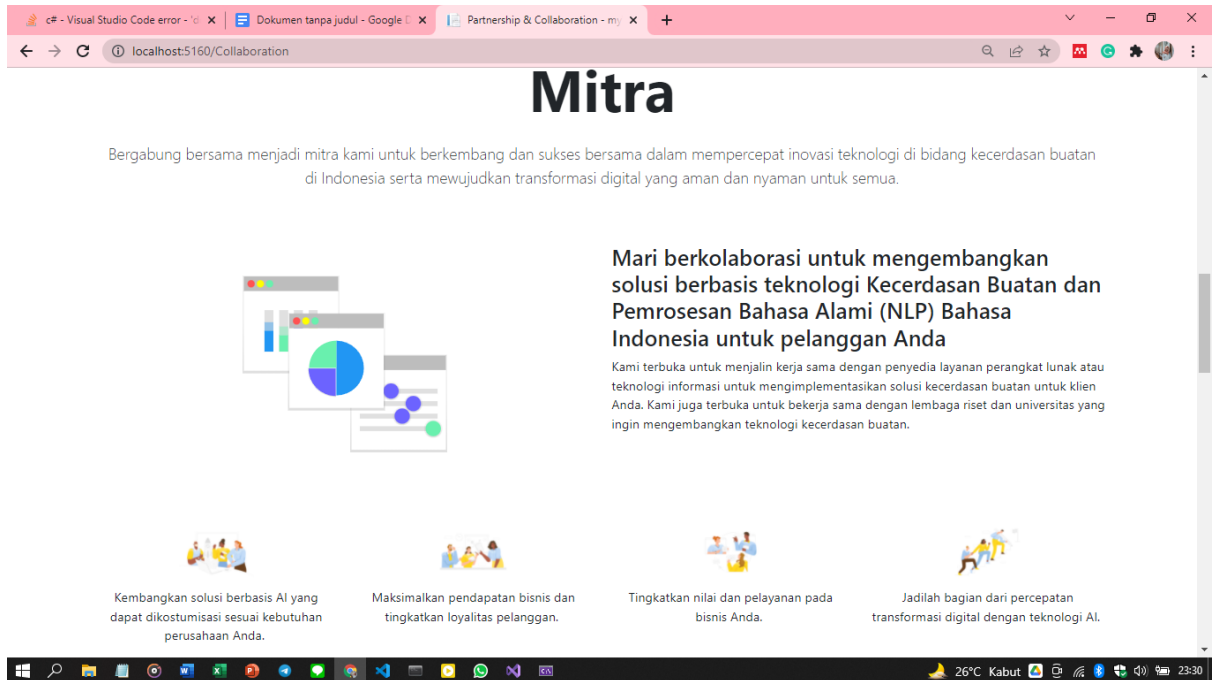 c# - Visual Studio Code error - 'd
Dokumen tanpa judul - Google D
Partnership & Collaboration - my
localhost:5160/Collaboration
Mitra
Bergabung bersama menjadi mitra kami untuk berkembang dan sukses bersama dalam mempercepat inovasi teknologi di bidang kecerdasan buatan
di Indonesia serta mewujudkan transformasi digital yang aman dan nyaman untuk semua.
Mari berkolaborasi untuk mengembangkan
solusi berbasis teknologi Kecerdasan Buatan dan
Pemrosesan Bahasa Alami (NLP) Bahasa
Indonesia untuk pelanggan Anda
Kami terbuka untuk menjalin kerja sama dengan penyedia layanan perangkat lunak atau
teknologi informasi untuk mengimplementasikan solusi kecerdasan buatan untuk klien
Anda. Kami juga terbuka untuk bekerja sama dengan lembaga riset dan universitas yang
ingin mengembangkan teknologi kecerdasan buatan.
Kembangkan solusi berbasis AI yang
dapat dikostumisasi sesuai kebutuhan
perusahaan Anda.
Maksimalkan pendapatan bisnis dan
tingkatkan loyalitas pelanggan.
Tingkatkan nilai dan pelayanan pada
bisnis Anda.
Jadilah bagian dari percepatan
transformasi digital dengan teknologi AI.
26°C Kabut
23:30